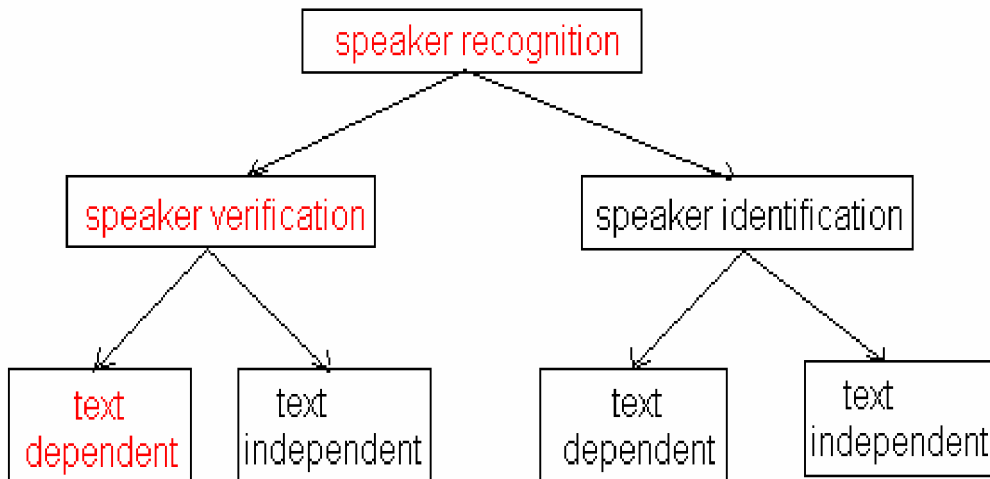 speaker recognition
speaker verification
speaker identification
text
dependent
text
independent
text
dependent
text
independent